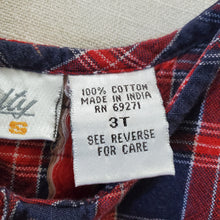 100% COTTON
MADE IN INDIA
RN 69271
3T
SEE REVERSE
FOR CARE